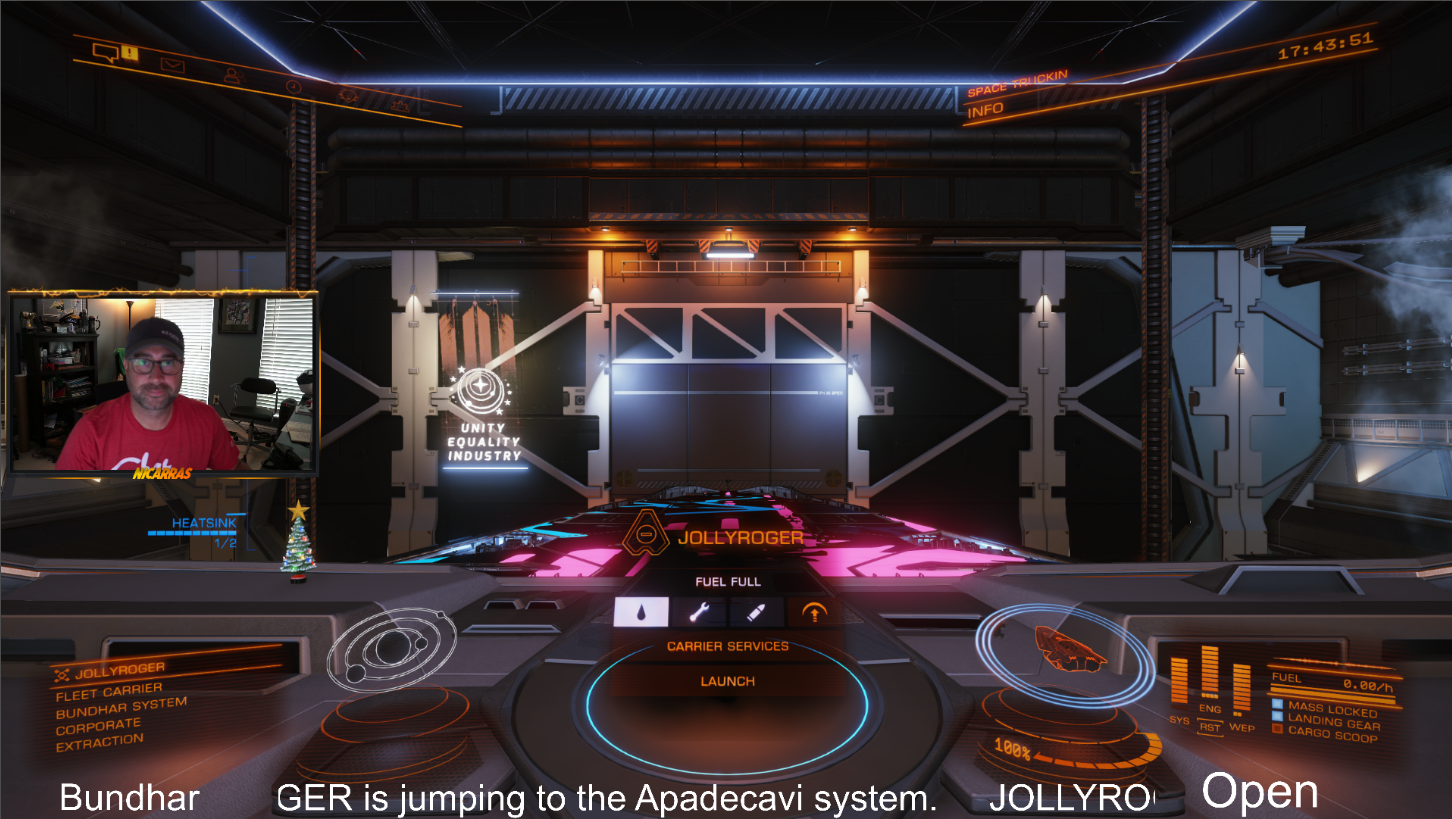 17:43:51
SPACE TRUCKIN
INFO
UNITY
EQUALITY
INDUSTRY
NICARRAS
HEATSINK
1/2
JOLLYROGER
FUEL FULL
CARRIER SERVICES
LAUNCH
JOLLYROGER
FLEET CARRIER
BUNDHAR SYSTEM
CORPORATE
EXTRACTION
100%
SYS
ENG
RST
WEP
FUEL 0.00/h
MASS LOCKED
LANDING GEAR
CARGO SCOOP
Bundhar
GER is jumping to the Apadecavi system.
JOLLYRO
Open